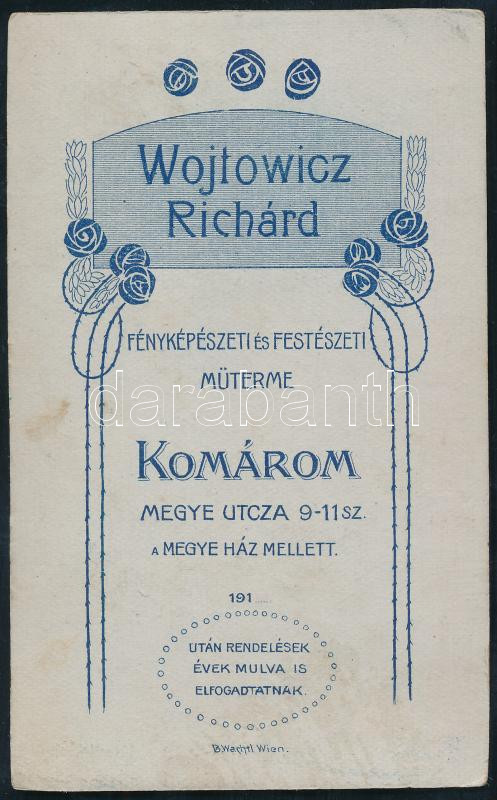 Wojtowicz
Richárd
FÉNYKÉPÉSZETI ÉS FESTÉSZETI
MŰTERME
darabanth
KOMÁROM
MEGYE UTCZA 9-11 SZ.
A MEGYE HÁZ MELLETT.
191.....
UTÁN RENDELÉSEK
ÉVEK MULVA IS
ELFOGADTATNAK.
B. Wachtl Wien.